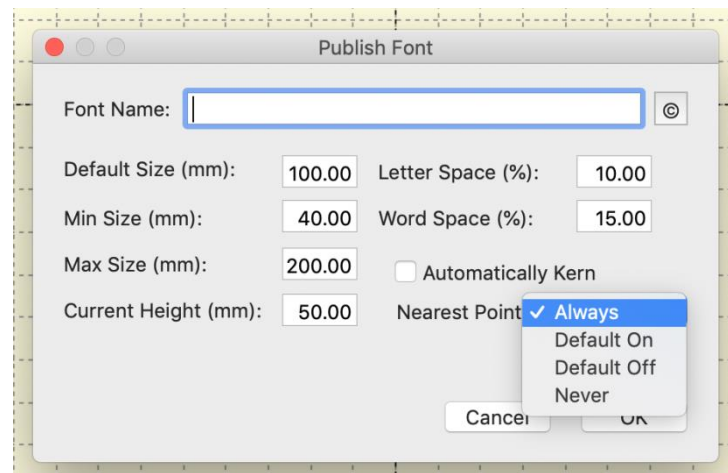 Publish Font
Font Name: ©
Default Size (mm): 100.00 Letter Space (%): 10.00
Min Size (mm): 40.00 Word Space (%): 15.00
Max Size (mm): 200.00 Automatically Kern
Current Height (mm): 50.00 Nearest Point ✓ Always
Default On
Default Off
Never
Cancel OK